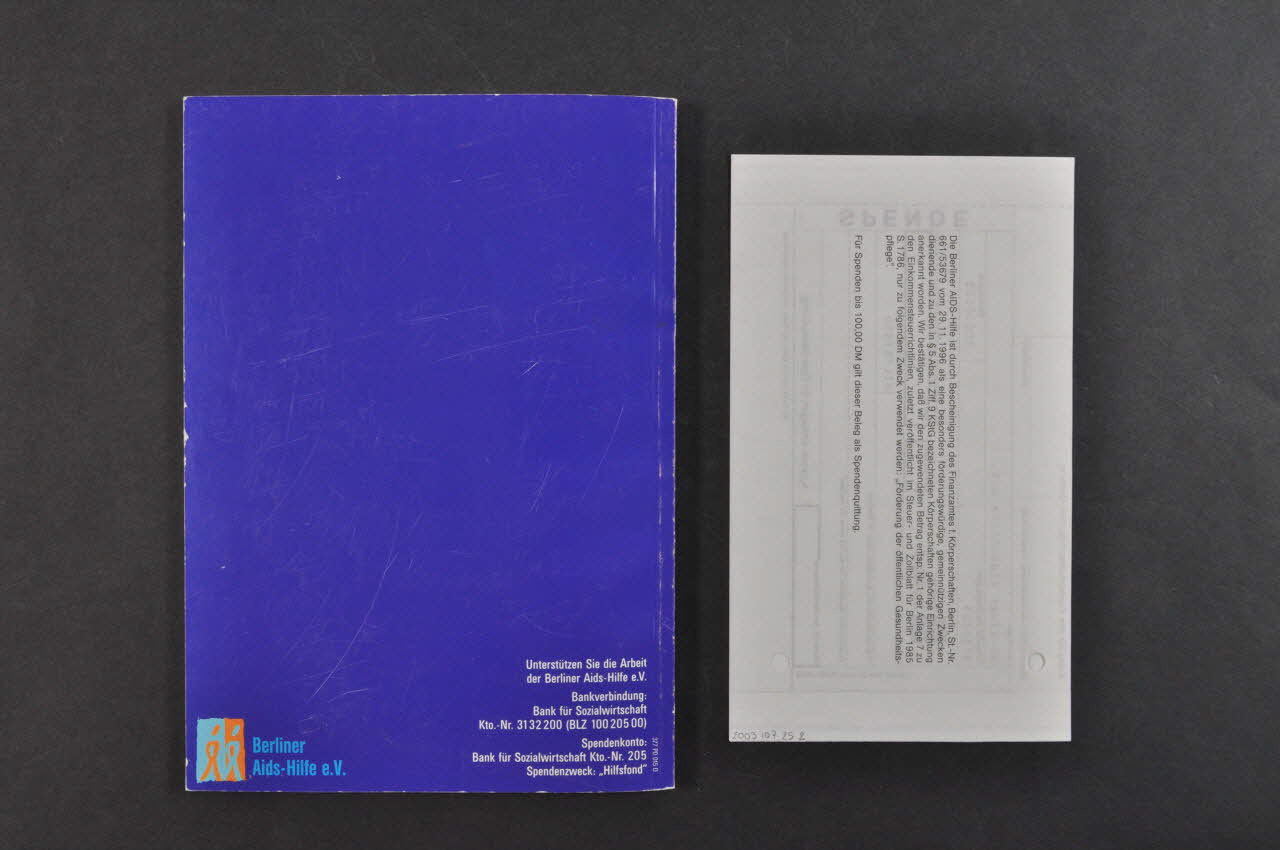 Unterstützen Sie die Arbeit
der Berliner Aids-Hilfe e.V.
Bankverbindung:
Bank für Sozialwirtschaft
Kto.-Nr. 3132200 (BLZ 100 205 00)
Spendenkonto:
Bank für Sozialwirtschaft Kto.-Nr. 205
Spendenzweck: „Hilfsfond"
Berliner
Aids-Hilfe e.V.
SPENDE
Die Berliner AIDS-Hilfe ist durch Bescheinigung des Finanzamtes f. Körperschaften, Berlin, St.-Nr.
661/53679 vom 29.11.1996 als eine besonders förderungswürdige, gemeinnützigen Zwecken
dienende und zu den in § 5 Abs. 1 Ziff. 9 KStG bezeichneten Körperschaften gehörige Einrichtung
anerkannt worden. Wir bestätigen, daß wir den zugewendeten Betrag entsp. Nr. 1 der Anlage 7 zu
den Einkommensteuerrichtlinien, zuletzt veröffentlicht im Steuer- und Zollblatt für Berlin 1985
S. 1786, nur zu folgendem Zweck verwendet werden: „Förderung der öffentlichen Gesundheits-
pflege".
Für Spenden bis 100,00 DM gilt dieser Beleg als Spendenquittung.
2003 107 25 2